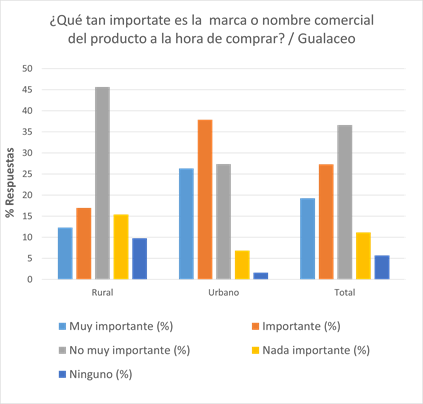 ¿Qué tan importate es la  marca o nombre comercial
del producto a la hora de comprar? / Gualaceo
50
45
40
35
30
25
20
15
10
5
0
% Respuestas
Rural
Urbano
Total
Muy importante (%)
Importante (%)
No muy importante (%)
Nada importante (%)
Ninguno (%)